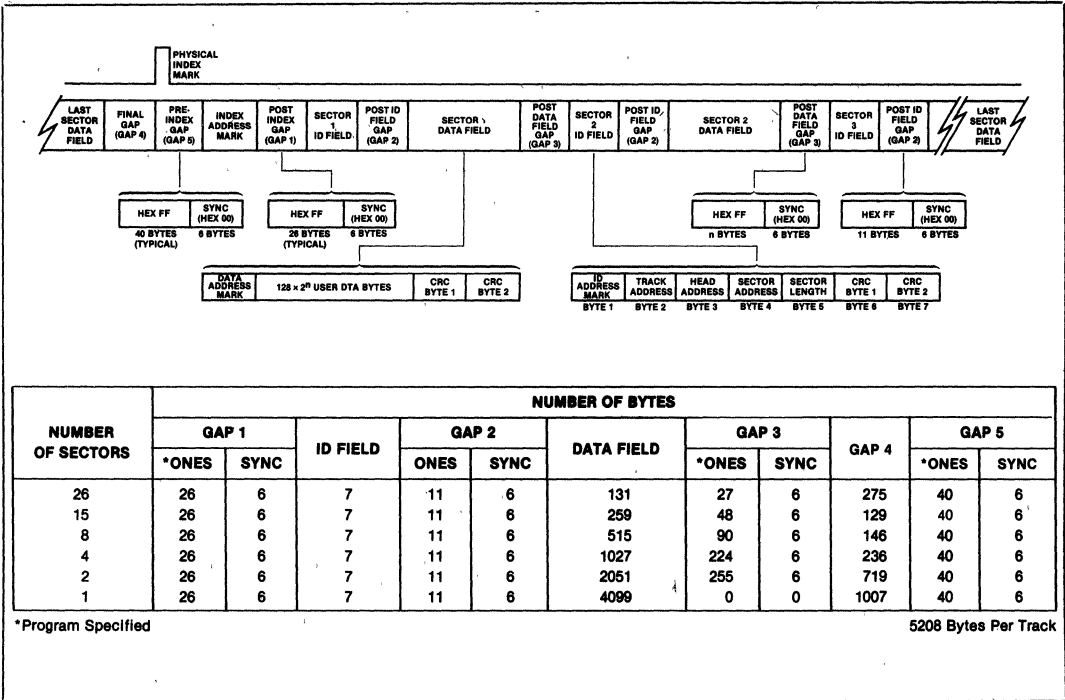 PHYSICAL
INDEX
MARK
LAST
SECTOR
DATA
FIELD
FINAL
GAP
(GAP 4)
PRE-
INDEX
GAP
(GAP 5)
INDEX
ADDRESS
MARK
POST
INDEX
GAP
(GAP 1)
SECTOR
1
ID FIELD
POST ID
FIELD
GAP
(GAP 2)
SECTOR
DATA FIELD
POST
DATA
FIELD
GAP
(GAP 3)
SECTOR
2
ID FIELD
POST ID
FIELD
GAP
(GAP 2)
SECTOR 2
DATA FIELD
POST
DATA
FIELD
GAP
(GAP 3)
SECTOR
3
ID FIELD
POST ID
FIELD
GAP
(GAP 2)
LAST
SECTOR
DATA
FIELD
HEX FF
SYNC
(HEX 00)
40 BYTES
(TYPICAL)
6 BYTES
HEX FF
SYNC
(HEX 00)
26 BYTES
(TYPICAL)
6 BYTES
HEX FF
SYNC
(HEX 00)
n BYTES
6 BYTES
HEX FF
SYNC
(HEX 00)
11 BYTES
6 BYTES
DATA
ADDRESS
MARK
128 × 2ⁿ USER DTA BYTES
CRC
BYTE 1
CRC
BYTE 2
ID
ADDRESS
MARK
TRACK
ADDRESS
HEAD
ADDRESS
SECTOR
ADDRESS
SECTOR
LENGTH
CRC
BYTE 1
CRC
BYTE 2
BYTE 1 BYTE 2 BYTE 3 BYTE 4 BYTE 5 BYTE 6 BYTE 7
NUMBER OF BYTES
NUMBER
OF SECTORS
GAP 1 ID FIELD GAP 2 DATA FIELD GAP 3 GAP 4 GAP 5
*ONES SYNC ONES SYNC *ONES SYNC *ONES SYNC
26 26 6 7 11 6 131 27 6 275 40 6
15 26 6 7 11 6 259 48 6 129 40 6
8 26 6 7 11 6 515 90 6 146 40 6
4 26 6 7 11 6 1027 224 6 236 40 6
2 26 6 7 11 6 2051 255 6 719 40 6
1 26 6 7 11 6 4099 0 0 1007 40 6
*Program Specified 5208 Bytes Per Track